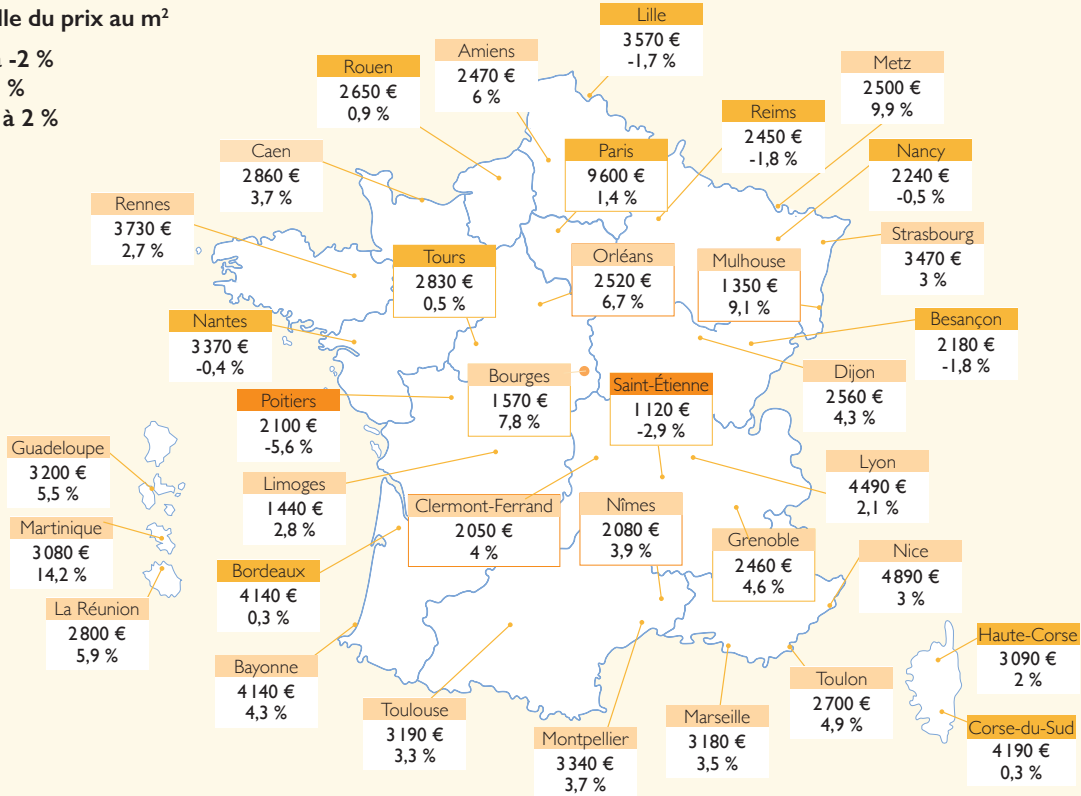 lle du prix au m²
à -2 %
%
à 2 %
Lille
3 570 €
-1,7 %
Amiens
2 470 €
6 %
Rouen
2 650 €
0,9 %
Metz
2 500 €
9,9 %
Reims
2 450 €
-1,8 %
Caen
2 860 €
3,7 %
Paris
9 600 €
1,4 %
Nancy
2 240 €
-0,5 %
Rennes
3 730 €
2,7 %
Strasbourg
3 470 €
3 %
Tours
2 830 €
0,5 %
Orléans
2 520 €
6,7 %
Mulhouse
1 350 €
9,1 %
Nantes
3 370 €
-0,4 %
Besançon
2 180 €
-1,8 %
Bourges
1 570 €
7,8 %
Saint-Étienne
1 120 €
-2,9 %
Dijon
2 560 €
4,3 %
Poitiers
2 100 €
-5,6 %
Guadeloupe
3 200 €
5,5 %
Limoges
1 440 €
2,8 %
Lyon
4 490 €
2,1 %
Clermont-Ferrand
2 050 €
4 %
Nîmes
2 080 €
3,9 %
Martinique
3 080 €
14,2 %
Grenoble
2 460 €
4,6 %
Nice
4 890 €
3 %
Bordeaux
4 140 €
0,3 %
La Réunion
2 800 €
5,9 %
Haute-Corse
3 090 €
2 %
Bayonne
4 140 €
4,3 %
Toulon
2 700 €
4,9 %
Toulouse
3 190 €
3,3 %
Marseille
3 180 €
3,5 %
Montpellier
3 340 €
3,7 %
Corse-du-Sud
4 190 €
0,3 %